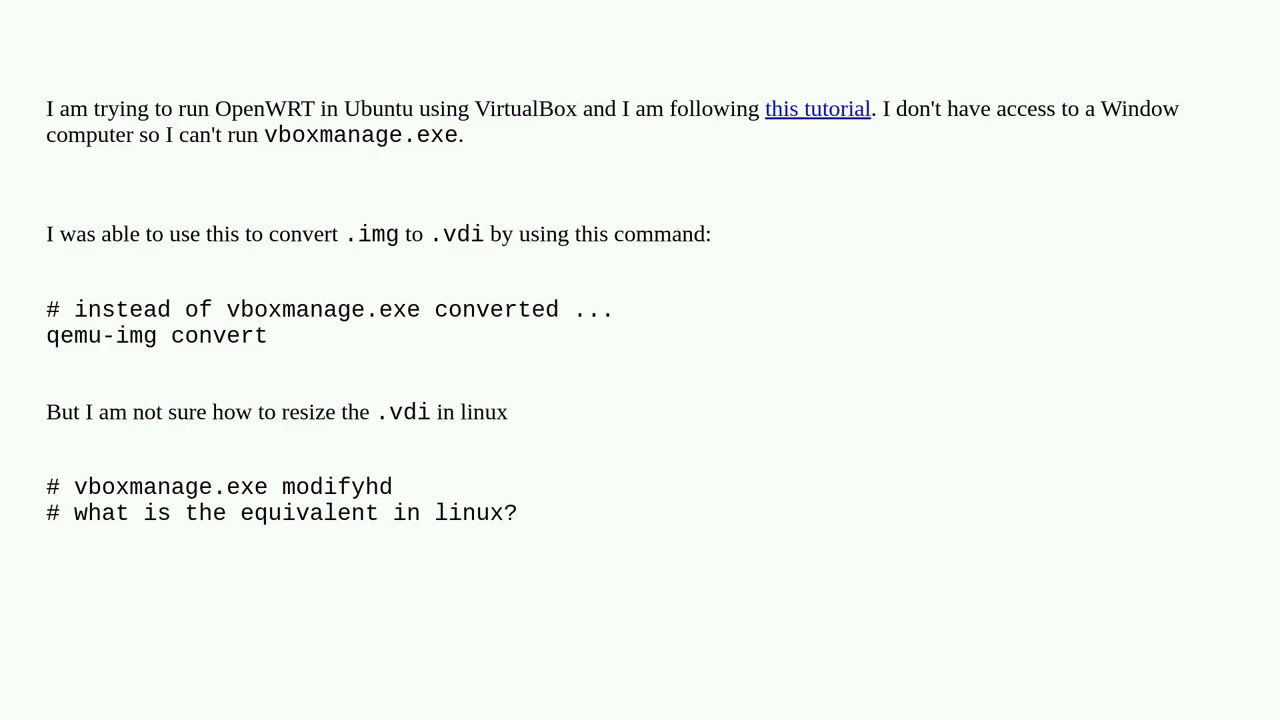 I am trying to run OpenWRT in Ubuntu using VirtualBox and I am following this tutorial. I don't have access to a Window
computer so I can't run vboxmanage.exe.
I was able to use this to convert .img to .vdi by using this command:
# instead of vboxmanage.exe converted ...
qemu-img convert
But I am not sure how to resize the .vdi in linux
# vboxmanage.exe modifyhd
# what is the equivalent in linux?